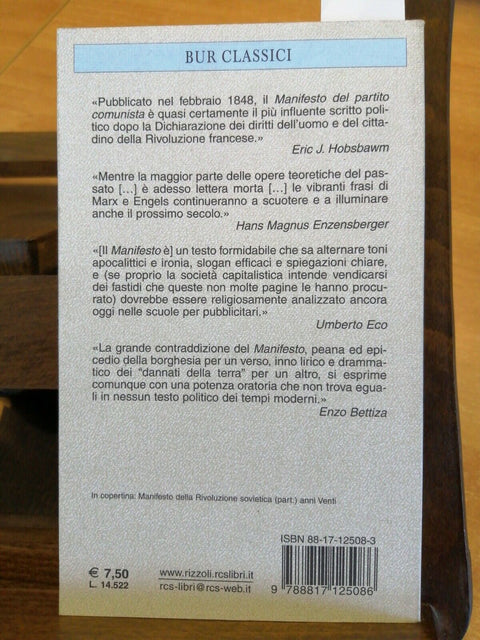 BUR CLASSICI
«Pubblicato nel febbraio 1848, il Manifesto del partito
comunista è quasi certamente il più influente scritto poli-
tico dopo la Dichiarazione dei diritti dell'uomo e del citta-
dino della Rivoluzione francese.»
Eric J. Hobsbawm
«Mentre la maggior parte delle opere teoretiche del pas-
sato [...] è adesso lettera morta [...] le vibranti frasi di
Marx e Engels continueranno a scuotere e a illuminare
anche il prossimo secolo.»
Hans Magnus Enzensberger
«[Il Manifesto è] un testo formidabile che sa alternare toni
apocalittici e ironia, slogan efficaci e spiegazioni chiare,
e (se proprio la società capitalistica intende vendicarsi
dei fastidi che queste non molte pagine le hanno procu-
rato) dovrebbe essere religiosamente analizzato ancora
oggi nelle scuole per pubblicitari.»
Umberto Eco
«La grande contraddizione del Manifesto, peana ed epi-
cedio della borghesia per un verso, inno lirico e dramma-
tico dei "dannati della terra" per un altro, si esprime
comunque con una potenza oratoria che non trova egua-
li in nessun testo politico dei tempi moderni.»
Enzo Bettiza
In copertina: Manifesto della Rivoluzione sovietica (part.) anni Venti
ISBN 88-17-12508-3
€ 7,50
L. 14.522
www.rizzoli.rcslibri.it
rcs-libri@rcs-web.it
9 788817 125086